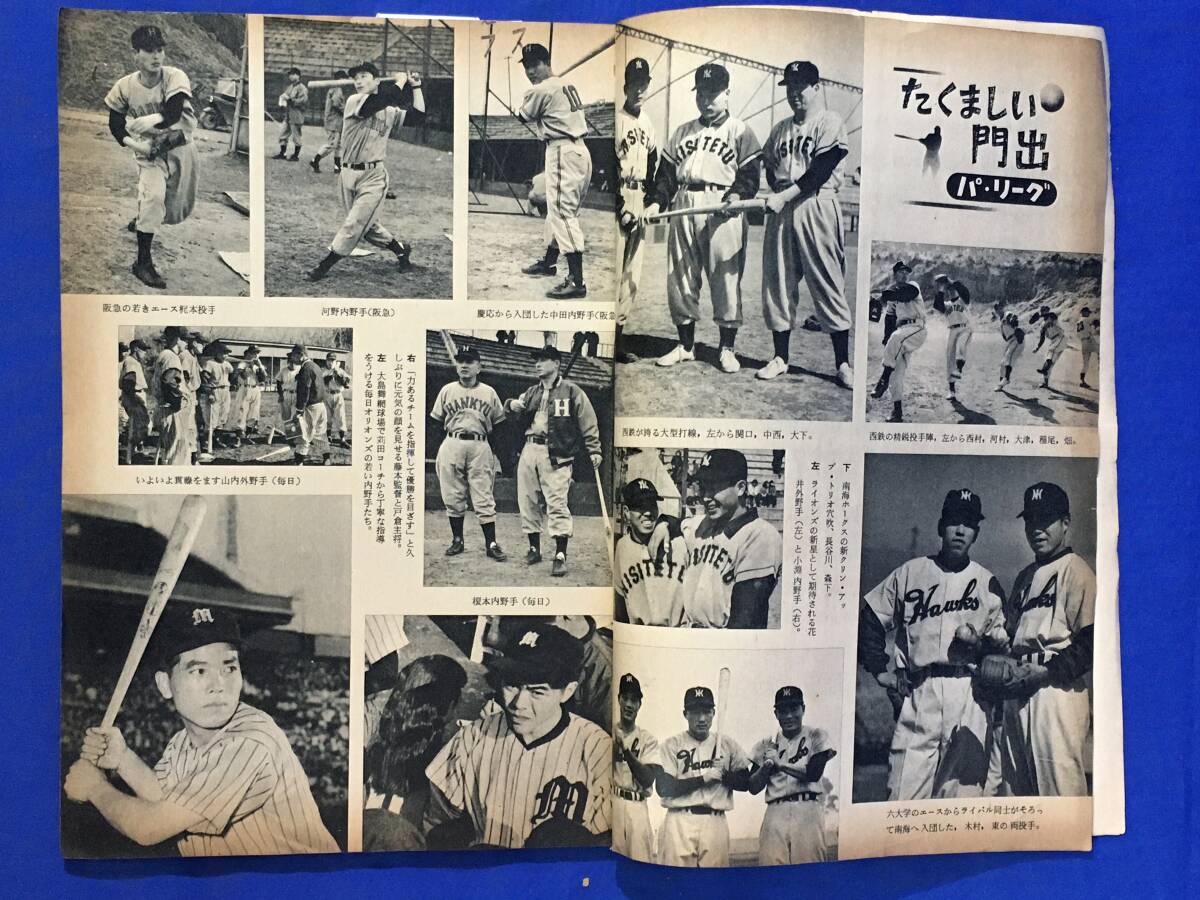 たくましい
門出
パ・リーグ
西鉄が誇る大型打線，左から関口，中西，大下。
西鉄の精鋭投手陣，左から西村，河村，大津，稲尾，畑。
下 南海ホークスの新クリン・アッ
プ・トリオ穴吹、長谷川、森下。
左 ライオンズの新星として期待される花
井外野手（左）と小淵内野手（右）。
六大学のエースからライバル同士がそろっ
て南海へ入団した，木村，東の両投手。
阪急の若きエース梶本投手
河野内野手（阪急）
慶応から入団した中田内野手（阪急
右 「力あるチームを指揮して優勝を目ざす」と久
しぶりに元気の顔を見せる藤本監督と戸倉主将。
左 大島舞鶴球場で苅田コーチから丁寧な指導
をうける毎日オリオンズの若い内野手たち。
いよいよ貫祿をます山内外野手（毎日）
榎本内野手（毎日）
10
NISITETU
HANKYU
H
H
NISITETU
Hawks
Hawks
Hawks
M
M
M